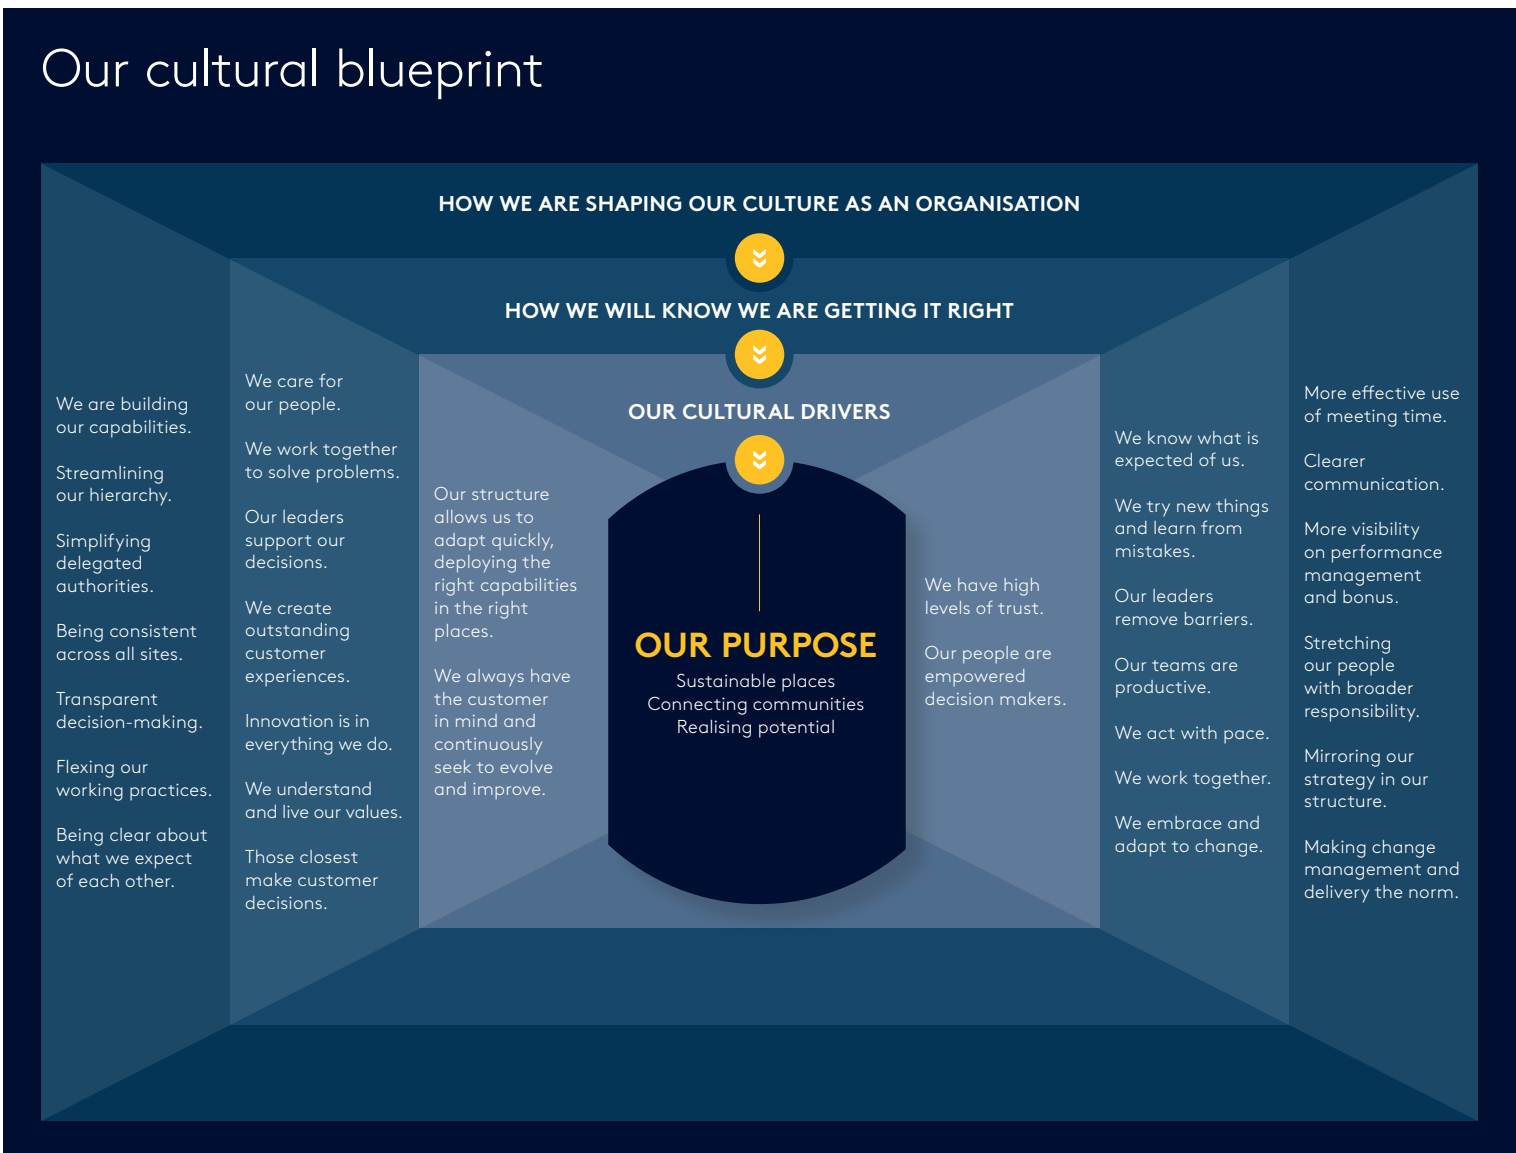 Our cultural blueprint
HOW WE ARE SHAPING OUR CULTURE AS AN ORGANISATION
HOW WE WILL KNOW WE ARE GETTING IT RIGHT
OUR CULTURAL DRIVERS
We are building
our capabilities.
Streamlining
our hierarchy.
Simplifying
delegated
authorities.
Being consistent
across all sites.
Transparent
decision-making.
Flexing our
working practices.
Being clear about
what we expect
of each other.
We care for
our people.
We work together
to solve problems.
Our leaders
support our
decisions.
We create
outstanding
customer
experiences.
Innovation is in
everything we do.
We understand
and live our values.
Those closest
make customer
decisions.
Our structure
allows us to
adapt quickly,
deploying the
right capabilities
in the right
places.
We always have
the customer
in mind and
continuously
seek to evolve
and improve.
OUR PURPOSE
Sustainable places
Connecting communities
Realising potential
We have high
levels of trust.
Our people are
empowered
decision makers.
We know what is
expected of us.
We try new things
and learn from
mistakes.
Our leaders
remove barriers.
Our teams are
productive.
We act with pace.
We work together.
We embrace and
adapt to change.
More effective use
of meeting time.
Clearer
communication.
More visibility
on performance
management
and bonus.
Stretching
our people
with broader
responsibility.
Mirroring our
strategy in our
structure.
Making change
management and
delivery the norm.